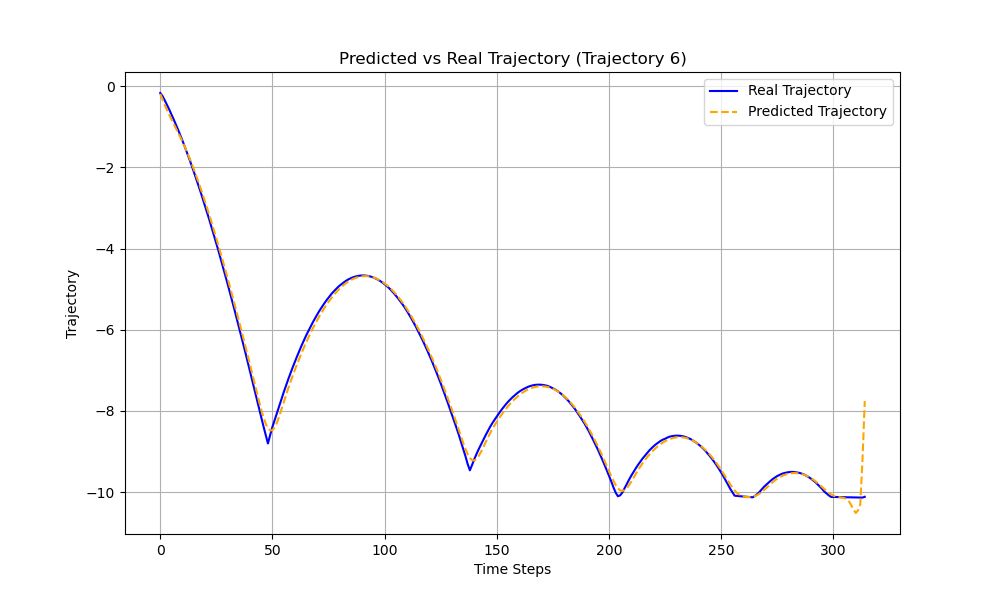 Predicted vs Real Trajectory (Trajectory 6)
Real Trajectory
Predicted Trajectory
Trajectory
0
−2
−4
−6
−8
−10
0 50 100 150 200 250 300
Time Steps